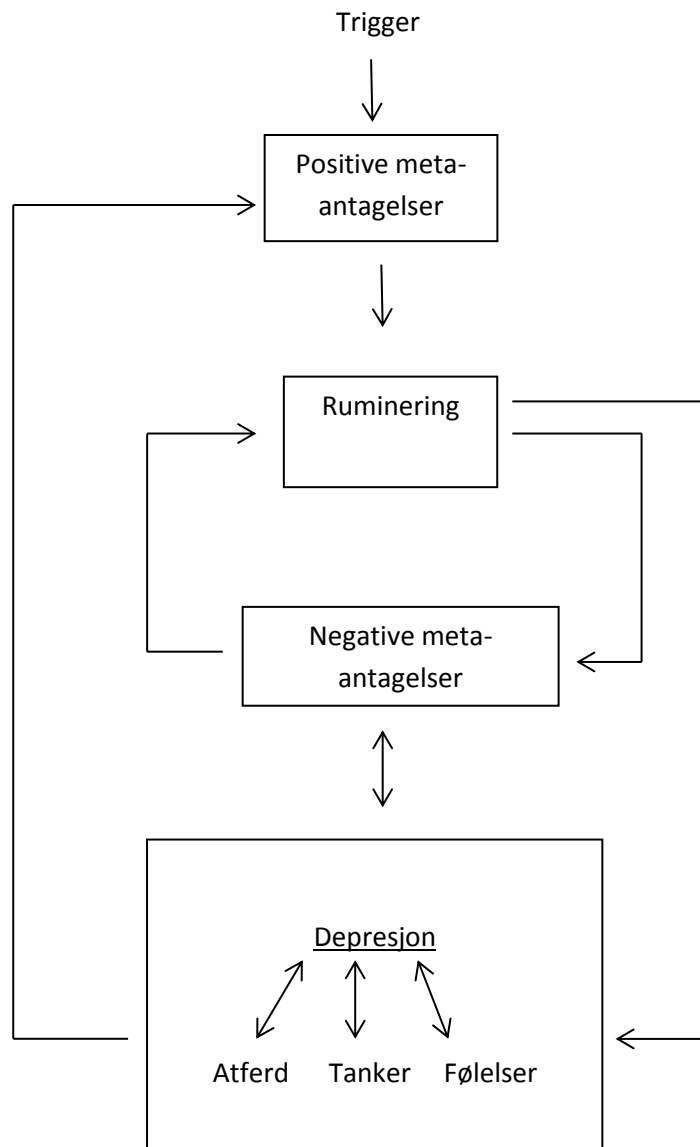 Trigger
Positive meta-
antagelser
Ruminering
Negative meta-
antagelser
Depresjon
Atferd Tanker Følelser